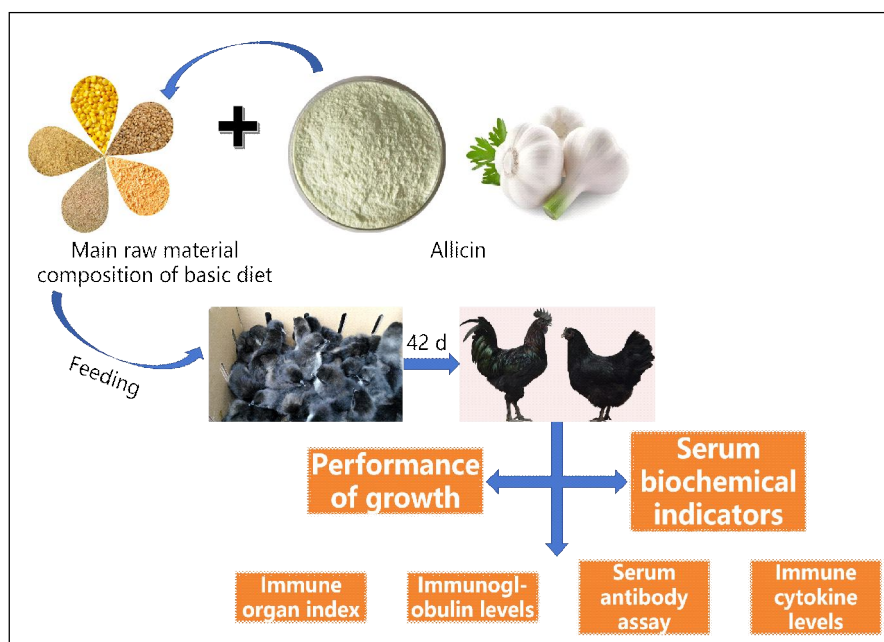 Main raw material
composition of basic diet
Allicin
Feeding
42 d
Performance
of growth
Serum
biochemical
indicators
Immune
organ index
Immunogl-
obulin levels
Serum
antibody
assay
Immune
cytokine
levels